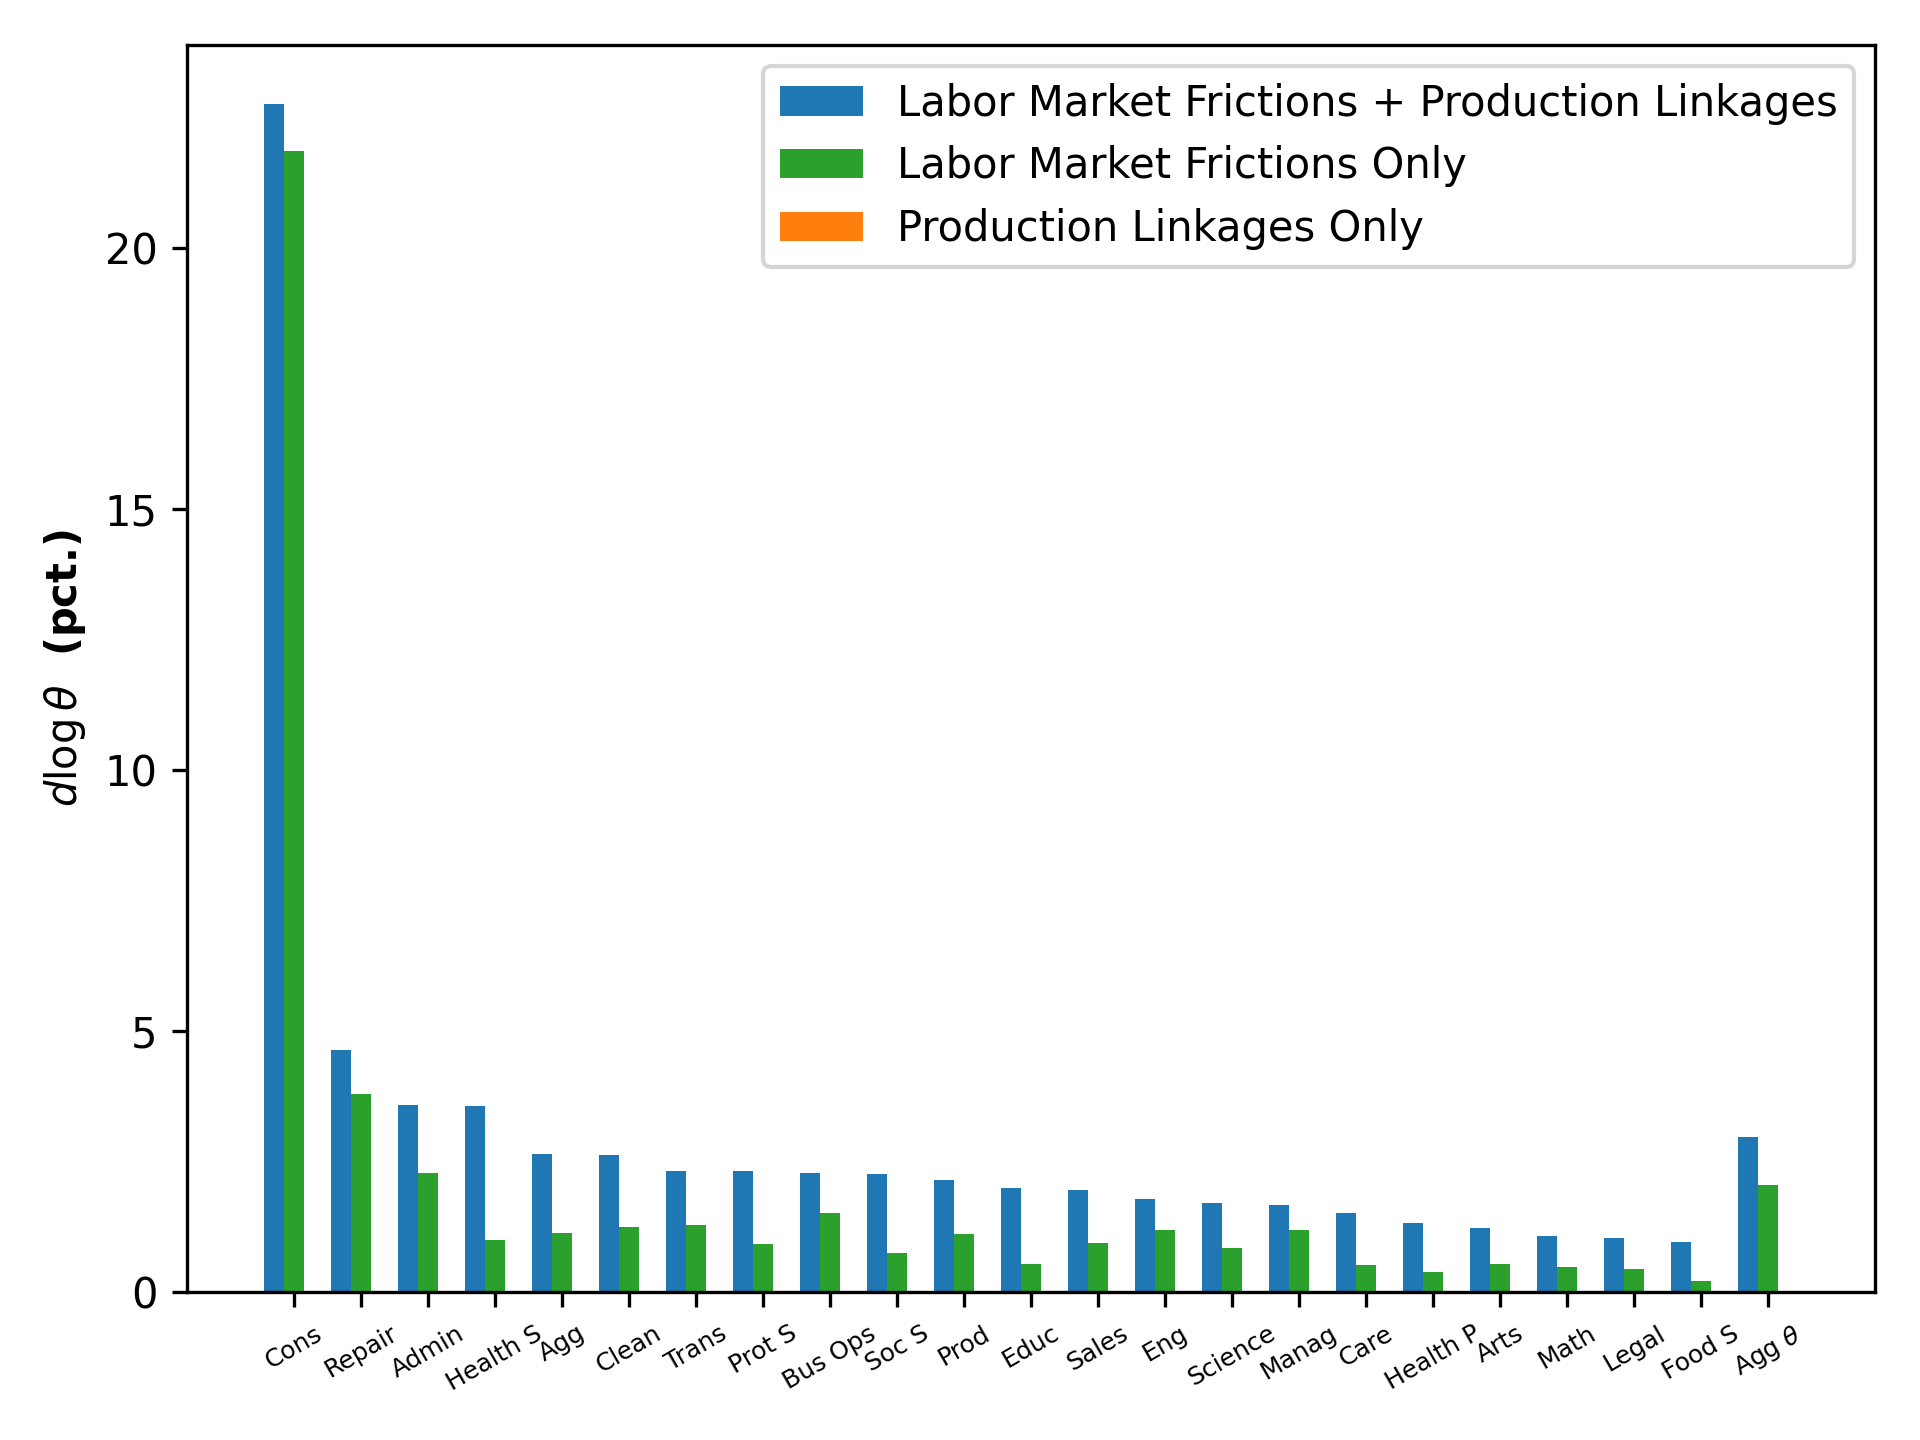 Labor Market Frictions + Production Linkages
Labor Market Frictions Only
Production Linkages Only
20
15
10
5
0
dlog θ (pct.)
Cons
Repair
Admin
Health S
Agg
Clean
Trans
Prot S
Bus Ops
Soc S
Prod
Educ
Sales
Eng
Science
Manag
Care
Health P
Arts
Math
Legal
Food S
Agg θ